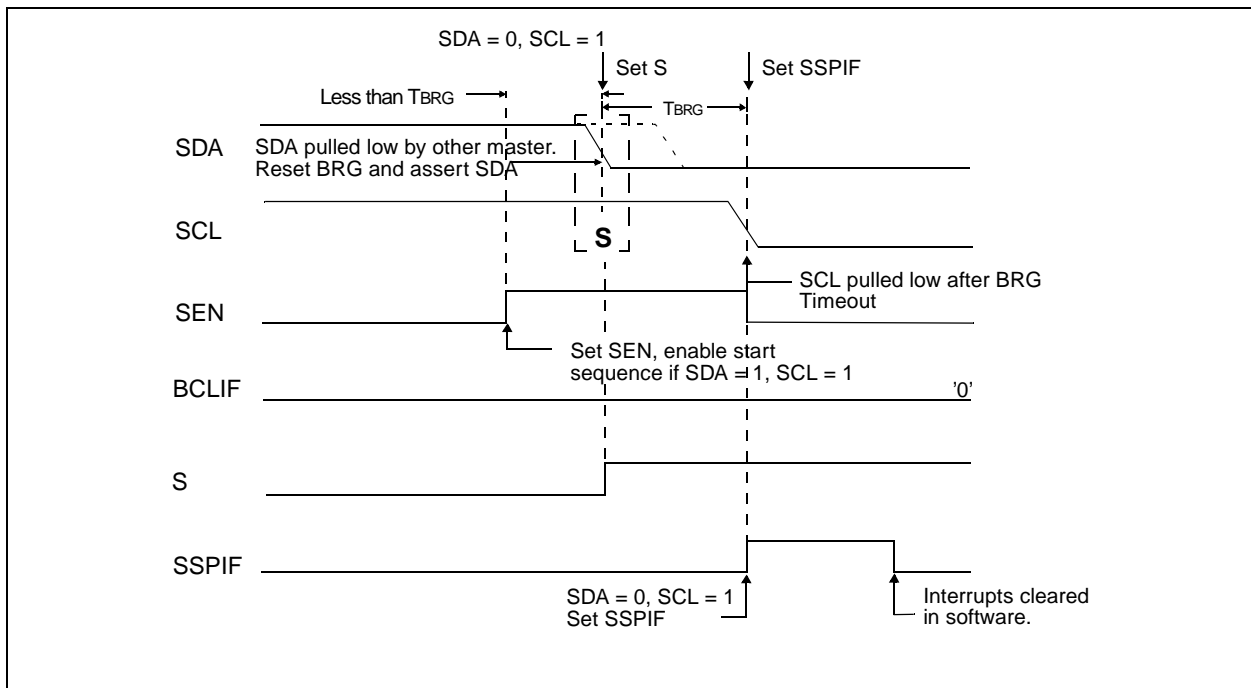 SDA = 0, SCL = 1
Set S
Set SSPIF
Less than TBRG
TBRG
SDA
SDA pulled low by other master.
Reset BRG and assert SDA
SCL
S
SCL pulled low after BRG
Timeout
SEN
Set SEN, enable start
sequence if SDA = 1, SCL = 1
BCLIF
'0'
S
SSPIF
SDA = 0, SCL = 1
Set SSPIF
Interrupts cleared
in software.